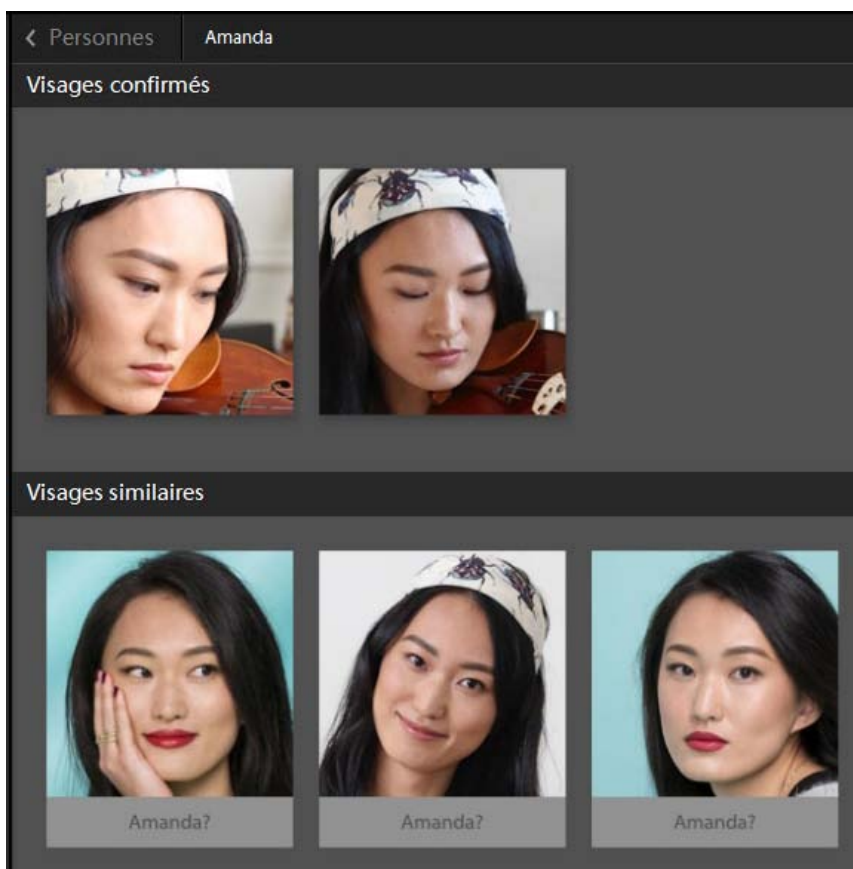 Personnes Amanda
Visages confirmés
Visages similaires
Amanda? Amanda? Amanda?